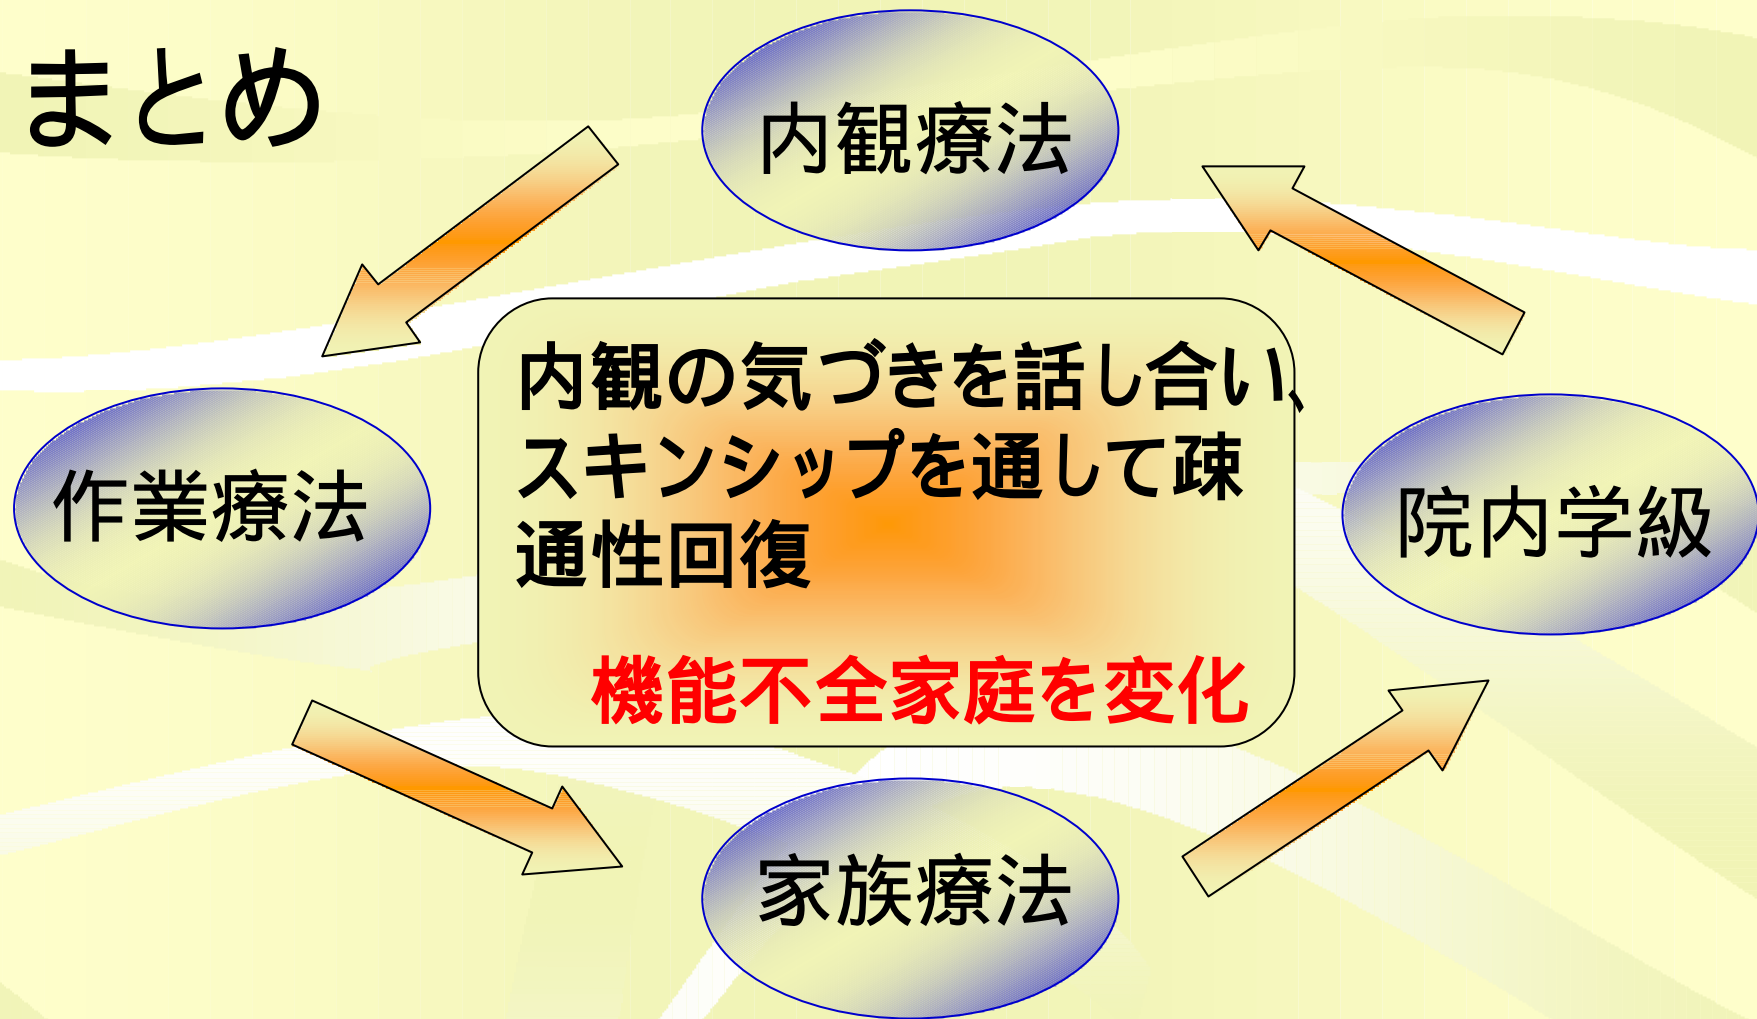 まとめ
内観療法
内観の気づきを話し合い、
スキンシップを通して疎
通性回復
機能不全家庭を変化
作業療法
院内学級
家族療法